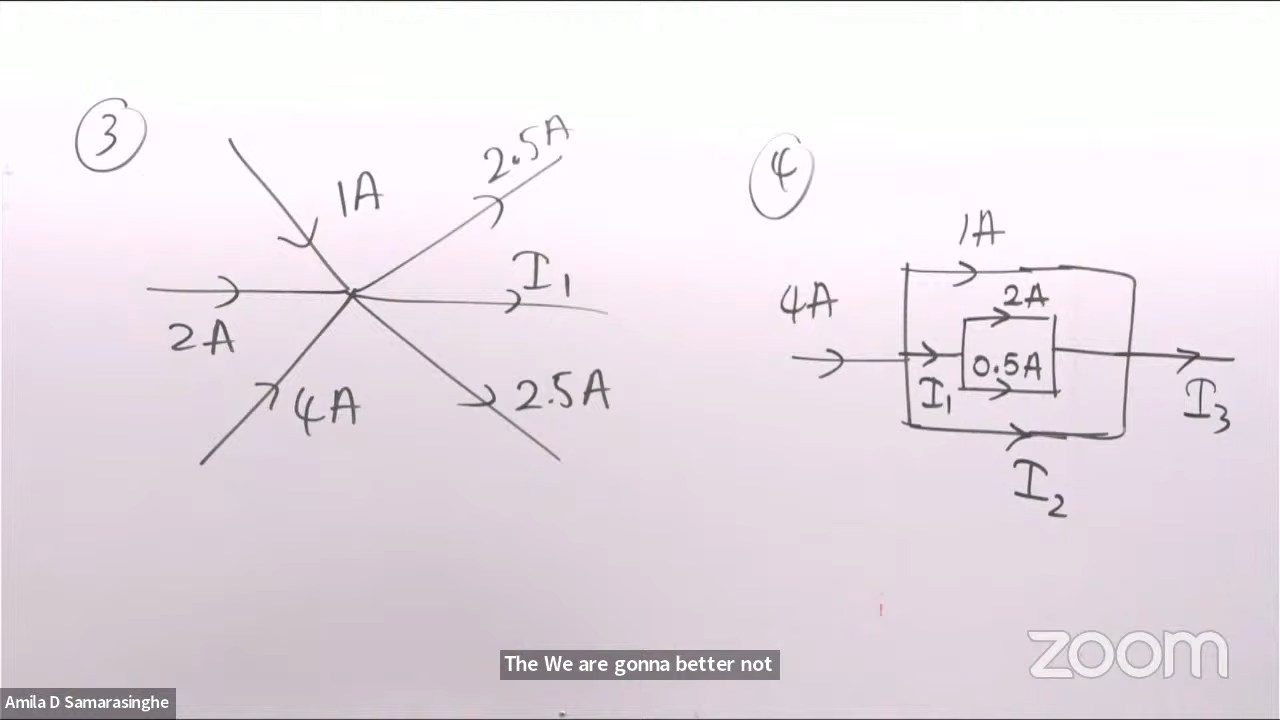 3
1A
2.5A
I1
2A
4A
2.5A
4
1A
4A
2A
0.5A
I1
I2
I3
The We are gonna better not
zoom
Amila D Samarasinghe